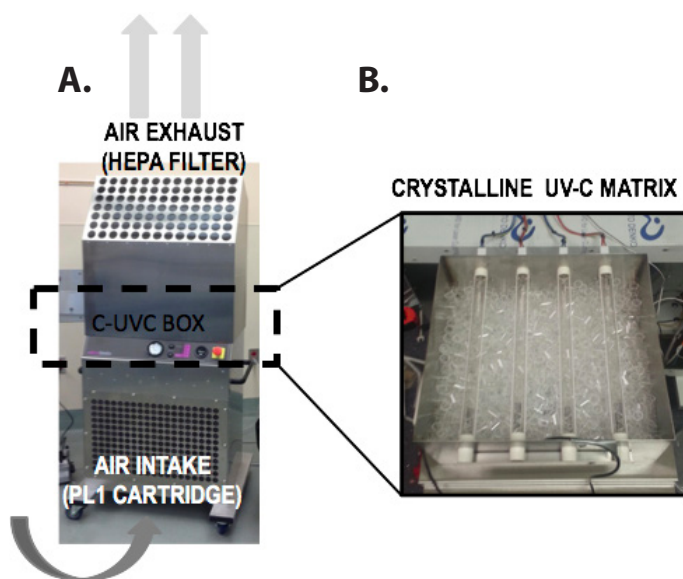 A.
AIR EXHAUST
(HEPA FILTER)
C-UVC BOX
AIR INTAKE
(PL1 CARTRIDGE)
B.
CRYSTALLINE UV-C MATRIX